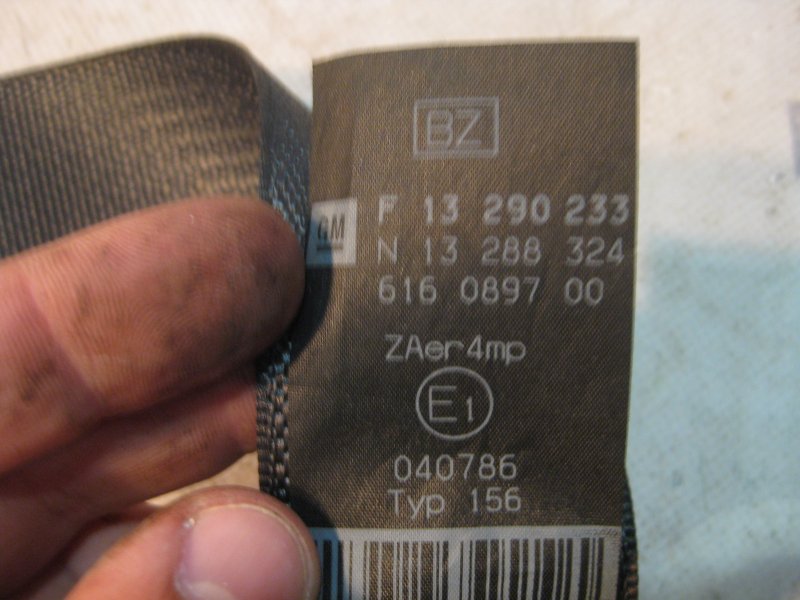 BZ
GM
F 13 290 233
N 13 288 324
616 0897 00
ZAer4mp
E1
040786
Typ 156